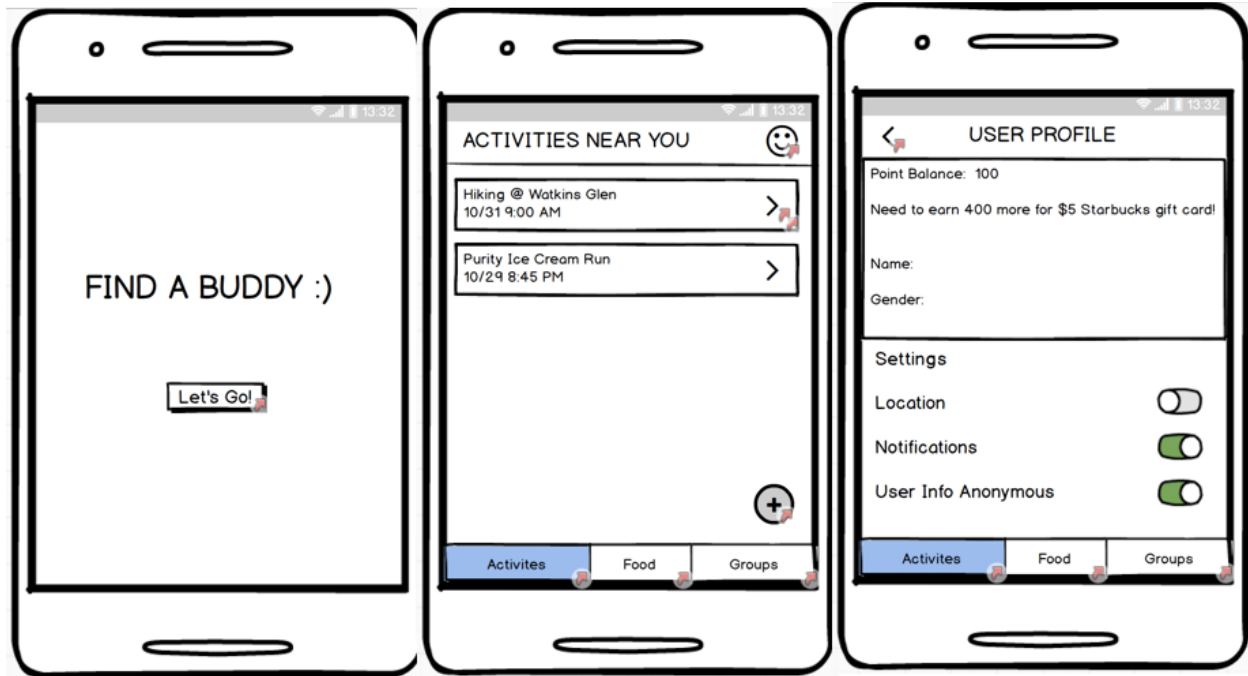 13:32
FIND A BUDDY :)
Let's Go!
13:32
ACTIVITIES NEAR YOU
Hiking @ Watkins Glen
10/31 9:00 AM
Purity Ice Cream Run
10/29 8:45 PM
+
Activites
Food
Groups
13:32
USER PROFILE
Point Balance: 100
Need to earn 400 more for $5 Starbucks gift card!
Name:
Gender:
Settings
Location
Notifications
User Info Anonymous
Activites
Food
Groups